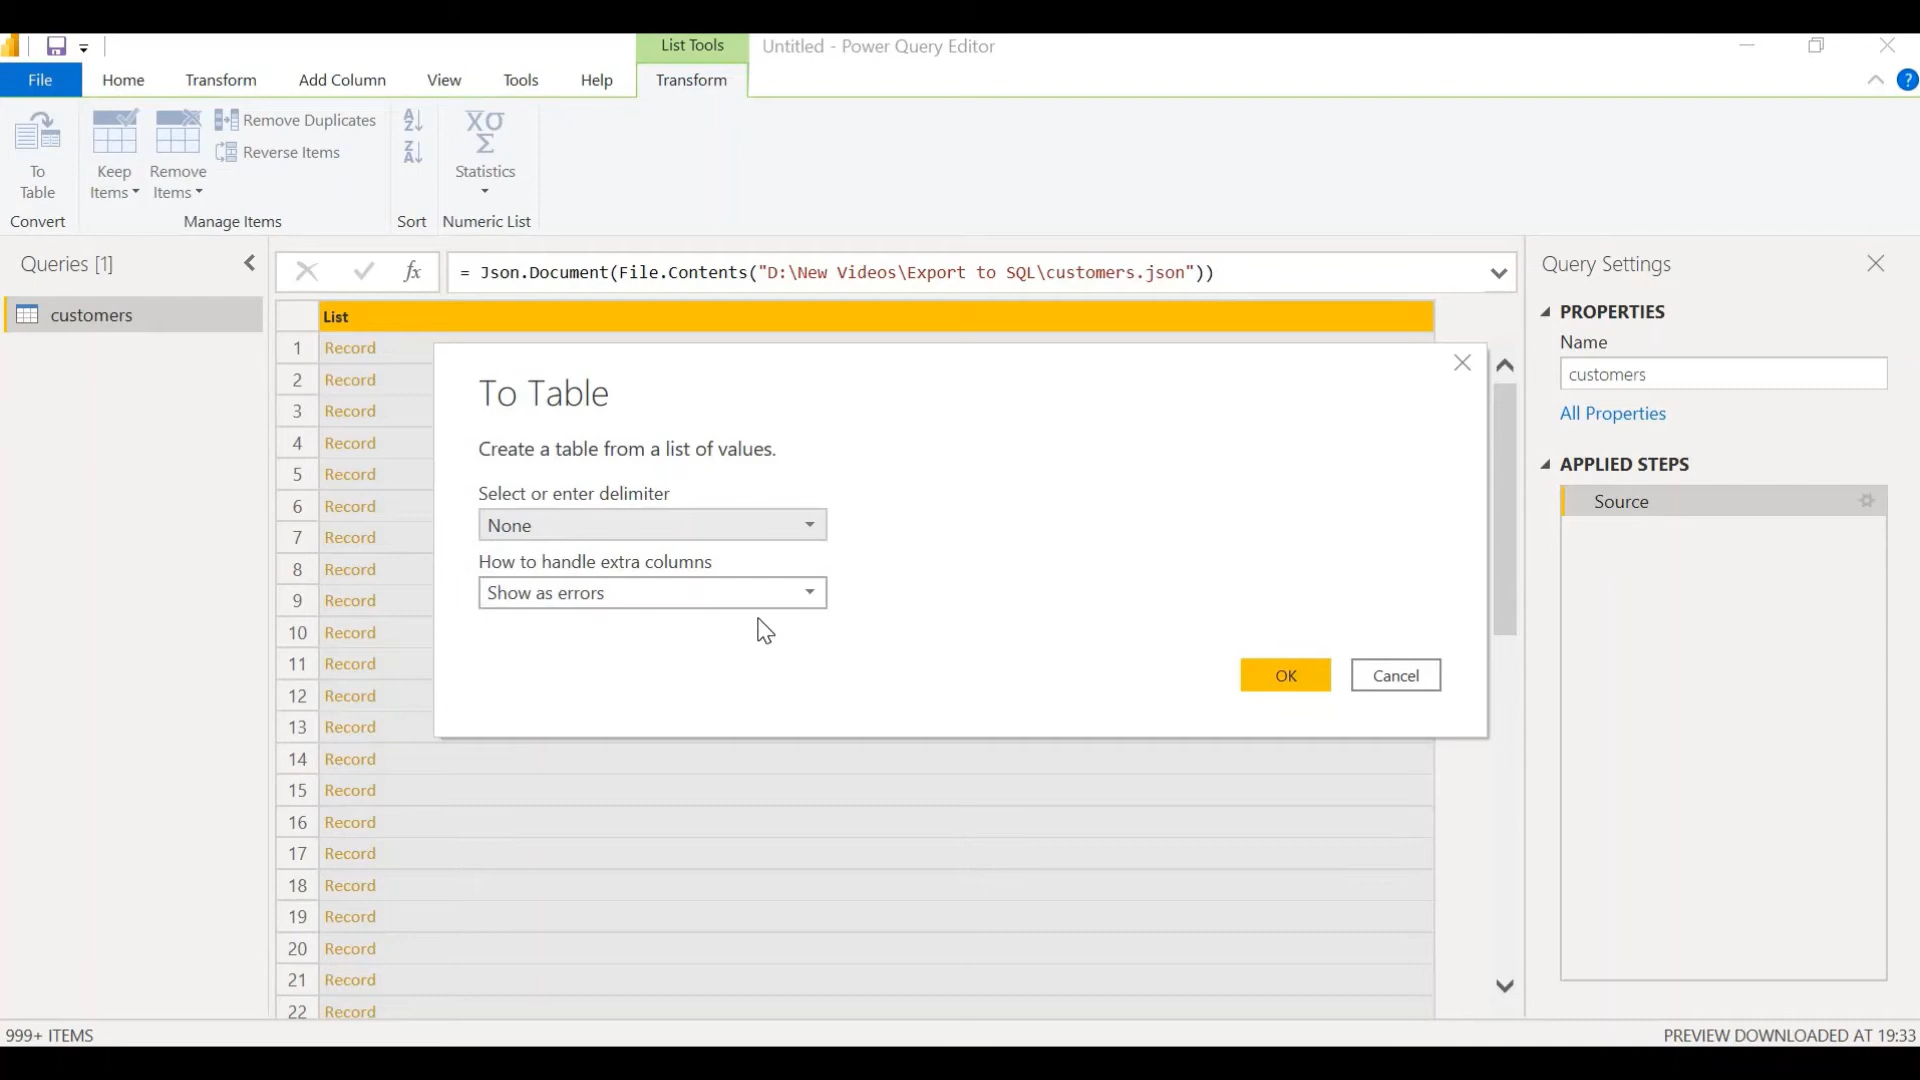 List Tools
Untitled - Power Query Editor
File
Home
Transform
Add Column
View
Tools
Help
Transform
?
To
Table
Keep
Items
Remove
Items
Remove Duplicates
Reverse Items
A
Z
Z
A
XO
Σ
Statistics
Convert
Manage Items
Sort
Numeric List
Queries [1]
fx
= Json.Document(File.Contents("D:\New Videos\Export to SQL\customers.json"))
Query Settings
customers
List
1 Record
2 Record
3 Record
4 Record
5 Record
6 Record
7 Record
8 Record
9 Record
10 Record
11 Record
12 Record
13 Record
14 Record
15 Record
16 Record
17 Record
18 Record
19 Record
20 Record
21 Record
22 Record
To Table
Create a table from a list of values.
Select or enter delimiter
None
How to handle extra columns
Show as errors
OK
Cancel
PROPERTIES
Name
customers
All Properties
APPLIED STEPS
Source
999+ ITEMS
PREVIEW DOWNLOADED AT 19:33